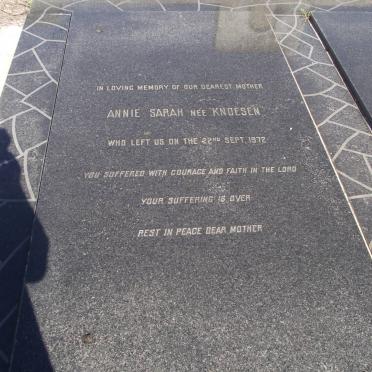 IN LOVING MEMORY OF OUR DEAREST MOTHER
ANNIE SARAH NÉE KNOESEN
WHO LEFT US ON THE 22ND SEPT. 1972
YOU SUFFERED WITH COURAGE AND FAITH IN THE LORD
YOUR SUFFERING IS OVER
REST IN PEACE DEAR MOTHER